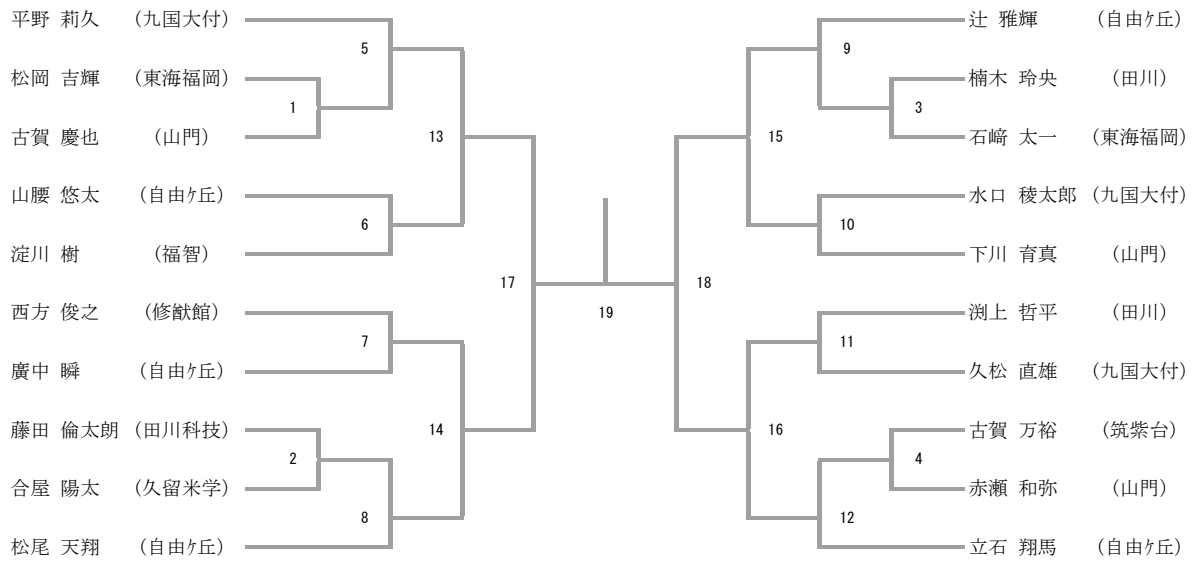 平野 莉久 (九国大付)
5
松岡 吉輝 (東海福岡)
1
古賀 慶也 (山門)
13
山腰 悠太 (自由ケ丘)
6
淀川 樹 (福智)
17
西方 俊之 (修猷館)
7
廣中 瞬 (自由ケ丘)
14
藤田 倫太朗 (田川科技)
2
合屋 陽太 (久留米学)
8
松尾 天翔 (自由ケ丘)
19
辻 雅輝 (自由ケ丘)
9
楠木 玲央 (田川)
3
石﨑 太一 (東海福岡)
15
水口 稜太郎 (九国大付)
10
下川 育真 (山門)
18
渕上 哲平 (田川)
11
久松 直雄 (九国大付)
16
古賀 万裕 (筑紫台)
4
赤瀬 和弥 (山門)
12
立石 翔馬 (自由ケ丘)